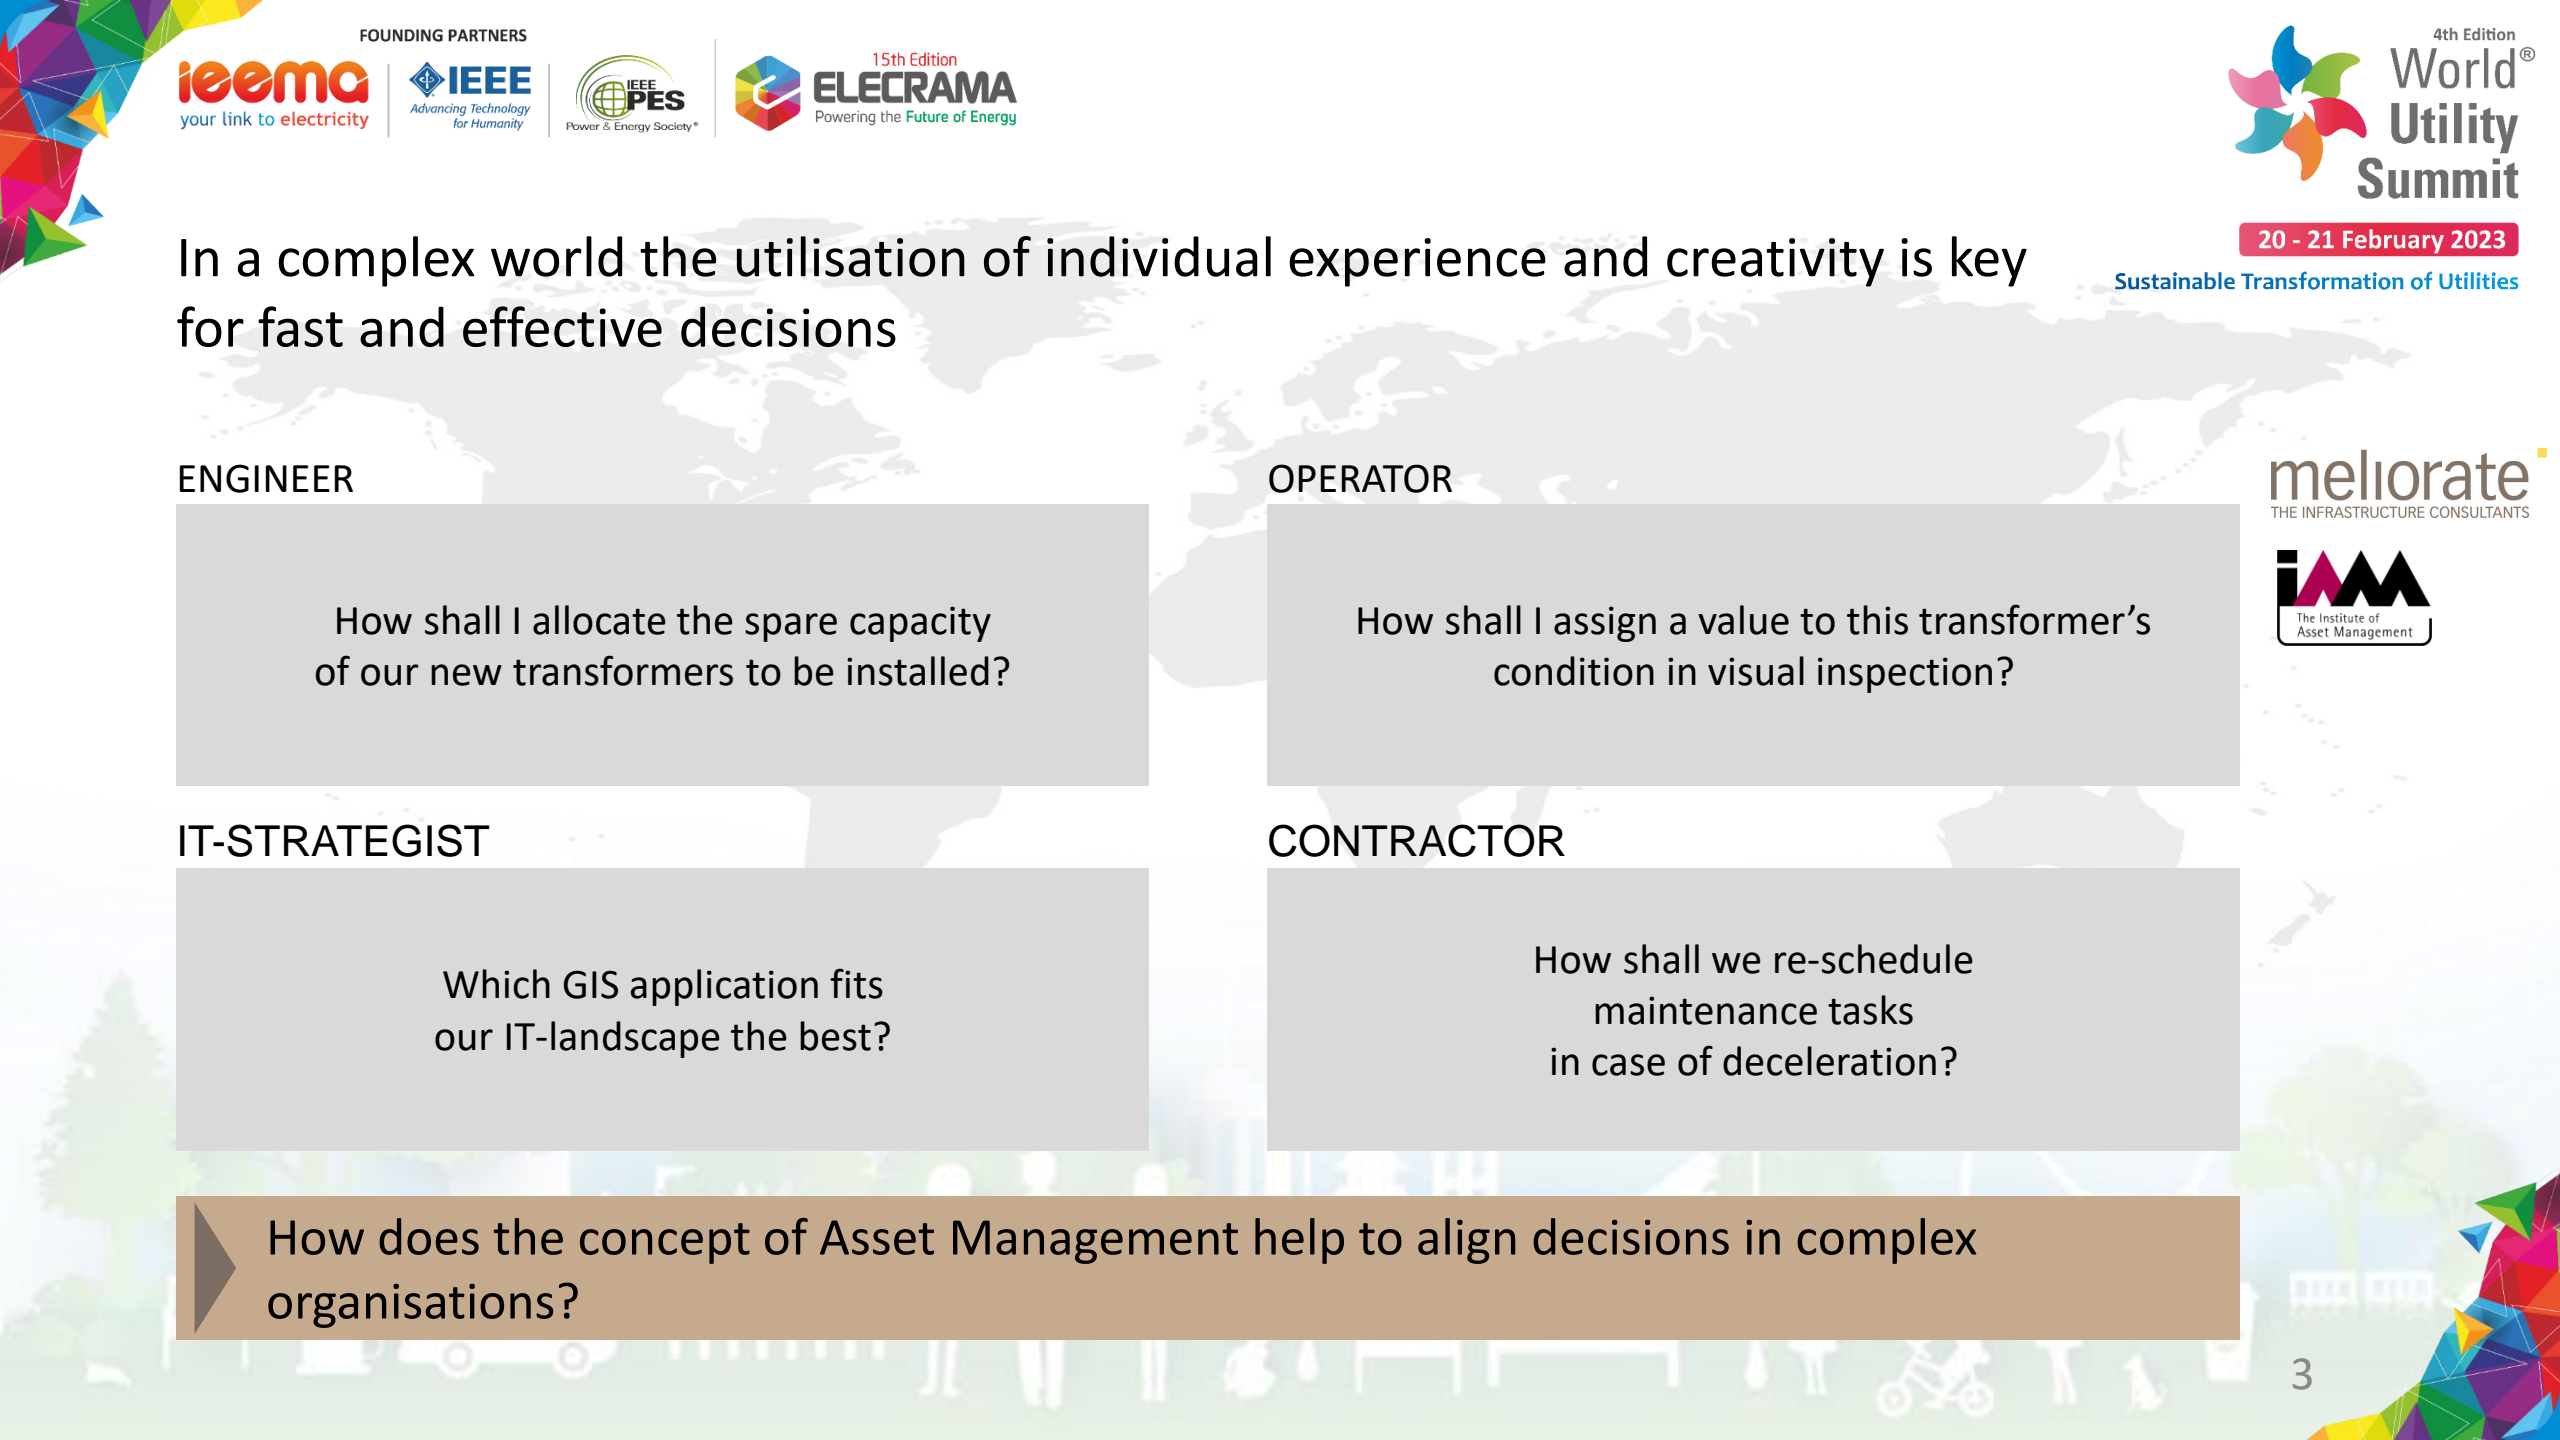 FOUNDING PARTNERS
ieema
your link to electricity
IEEE
Advancing Technology
for Humanity
IEEE
PES
Power & Energy Society®
15th Edition
ELECRAMA
Powering the Future of Energy
4th Edition
World®
Utility
Summit
20 - 21 February 2023
Sustainable Transformation of Utilities
In a complex world the utilisation of individual experience and creativity is key
for fast and effective decisions
meliorate
THE INFRASTRUCTURE CONSULTANTS
iAM
The Institute of
Asset Management
ENGINEER
How shall I allocate the spare capacity
of our new transformers to be installed?
OPERATOR
How shall I assign a value to this transformer’s
condition in visual inspection?
IT-STRATEGIST
Which GIS application fits
our IT-landscape the best?
CONTRACTOR
How shall we re-schedule
maintenance tasks
in case of deceleration?
How does the concept of Asset Management help to align decisions in complex
organisations?
3